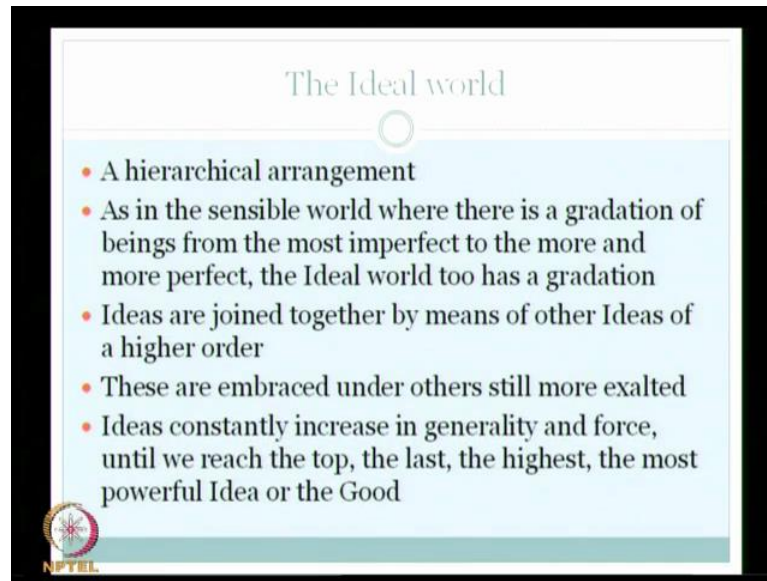 The Ideal world
• A hierarchical arrangement
• As in the sensible world where there is a gradation of
beings from the most imperfect to the more and
more perfect, the Ideal world too has a gradation
• Ideas are joined together by means of other Ideas of
a higher order
• These are embraced under others still more exalted
• Ideas constantly increase in generality and force,
until we reach the top, the last, the highest, the most
powerful Idea or the Good
NPTEL